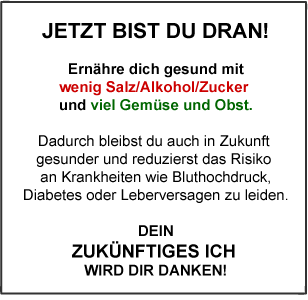 JETZT BIST DU DRAN!
Ernähre dich gesund mit
wenig Salz/Alkohol/Zucker
und viel Gemüse und Obst.
Dadurch bleibst du auch in Zukunft
gesunder und reduzierst das Risiko
an Krankheiten wie Bluthochdruck,
Diabetes oder Leberversagen zu leiden.
DEIN
ZUKÜNFTIGES ICH
WIRD DIR DANKEN!